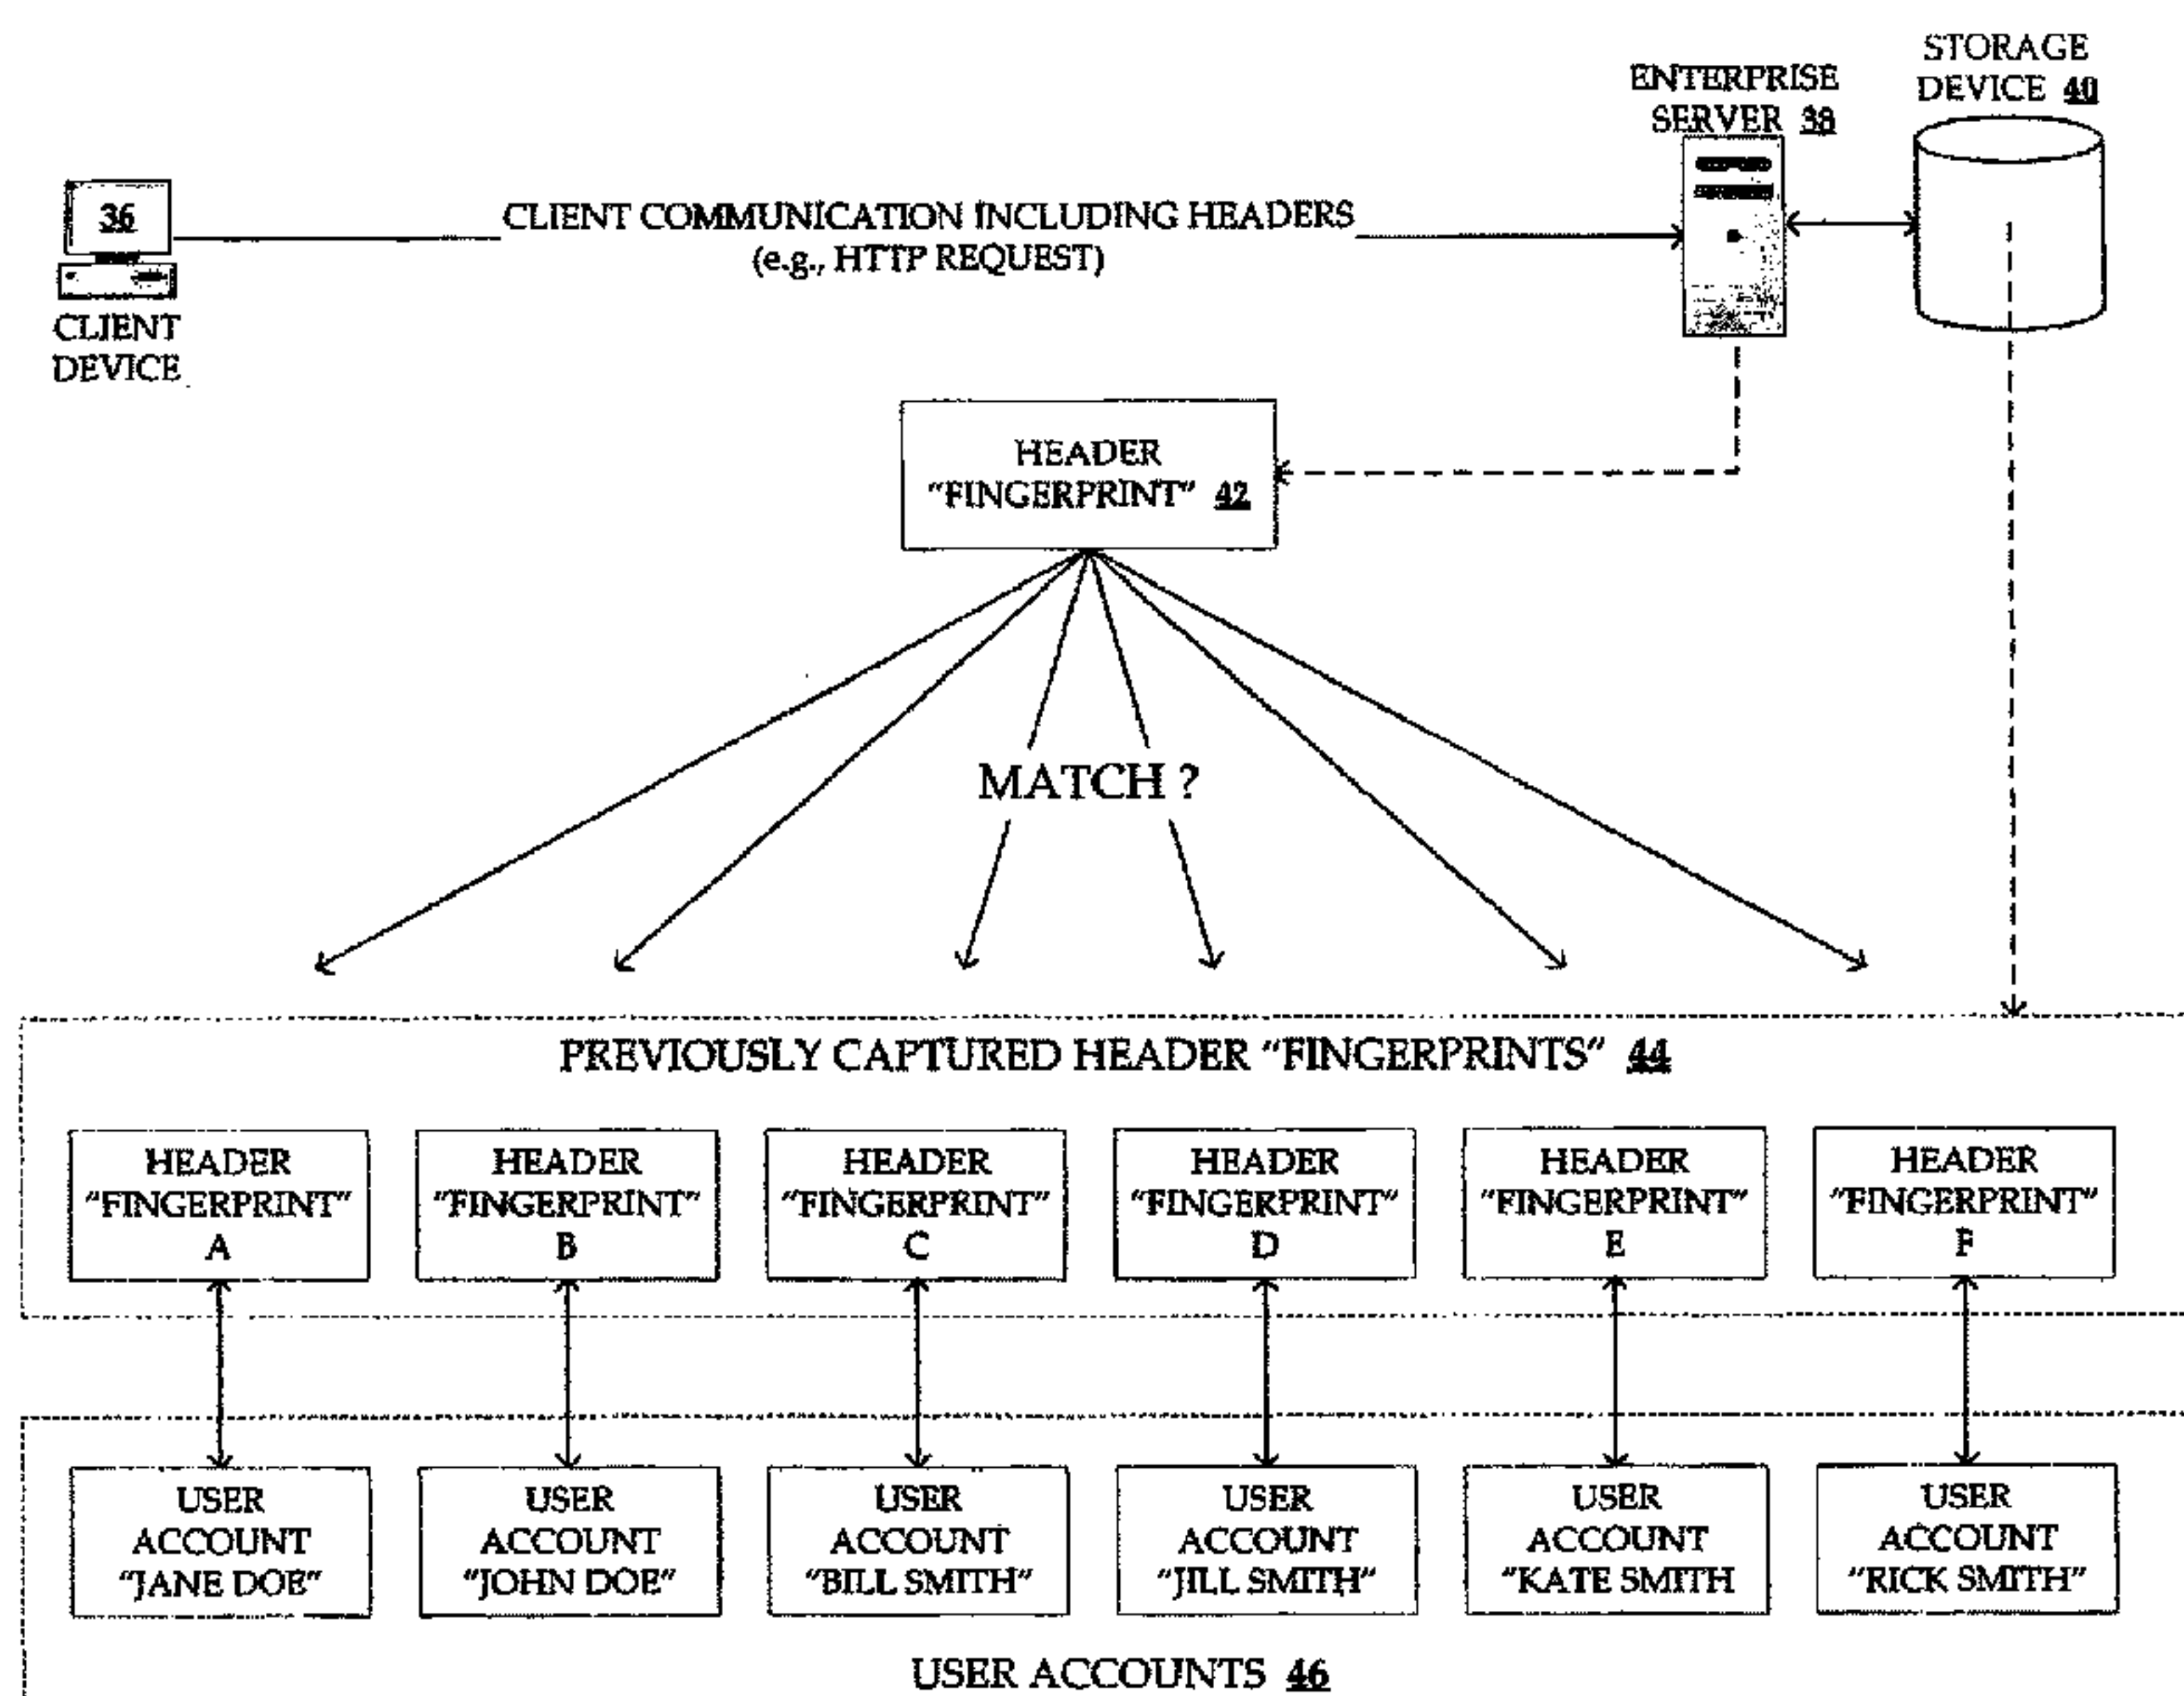 STORAGE
DEVICE 40
ENTERPRISE
SERVER 38
36
CLIENT COMMUNICATION INCLUDING HEADERS
(e.g., HTTP REQUEST)
CLIENT
DEVICE
HEADER
"FINGERPRINT" 42
MATCH ?
PREVIOUSLY CAPTURED HEADER "FINGERPRINTS" 44
HEADER
"FINGERPRINT"
A
HEADER
"FINGERPRINT"
B
HEADER
"FINGERPRINT"
C
HEADER
"FINGERPRINT"
D
HEADER
"FINGERPRINT"
E
HEADER
"FINGERPRINT"
F
USER
ACCOUNT
"JANE DOE"
USER
ACCOUNT
"JOHN DOE"
USER
ACCOUNT
"BILL SMITH"
USER
ACCOUNT
"JILL SMITH"
USER
ACCOUNT
"KATE SMITH
USER
ACCOUNT
"RICK SMITH"
USER ACCOUNTS 46